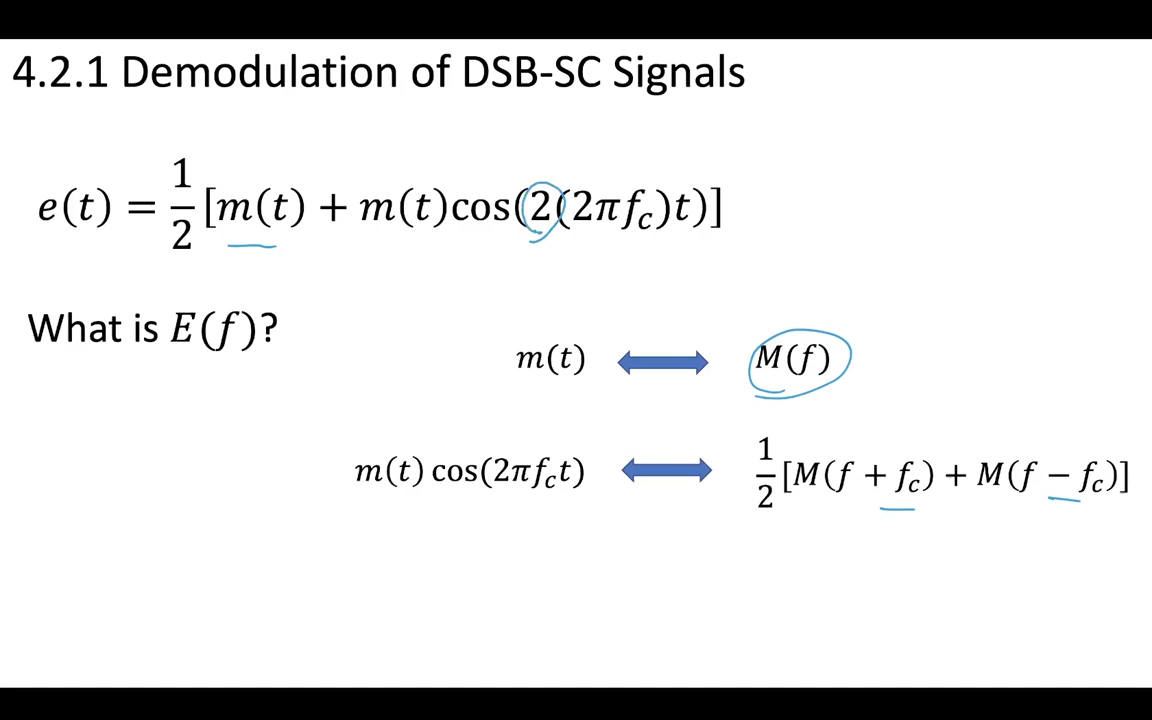 4.2.1 Demodulation of DSB-SC Signals
e(t) = 1/2 [m(t) + m(t)cos(2(2πf_c)t)]
What is E(f)?
m(t) ⟷ M(f)
m(t) cos(2πf_ct) ⟷ 1/2 [M(f + f_c) + M(f − f_c)]